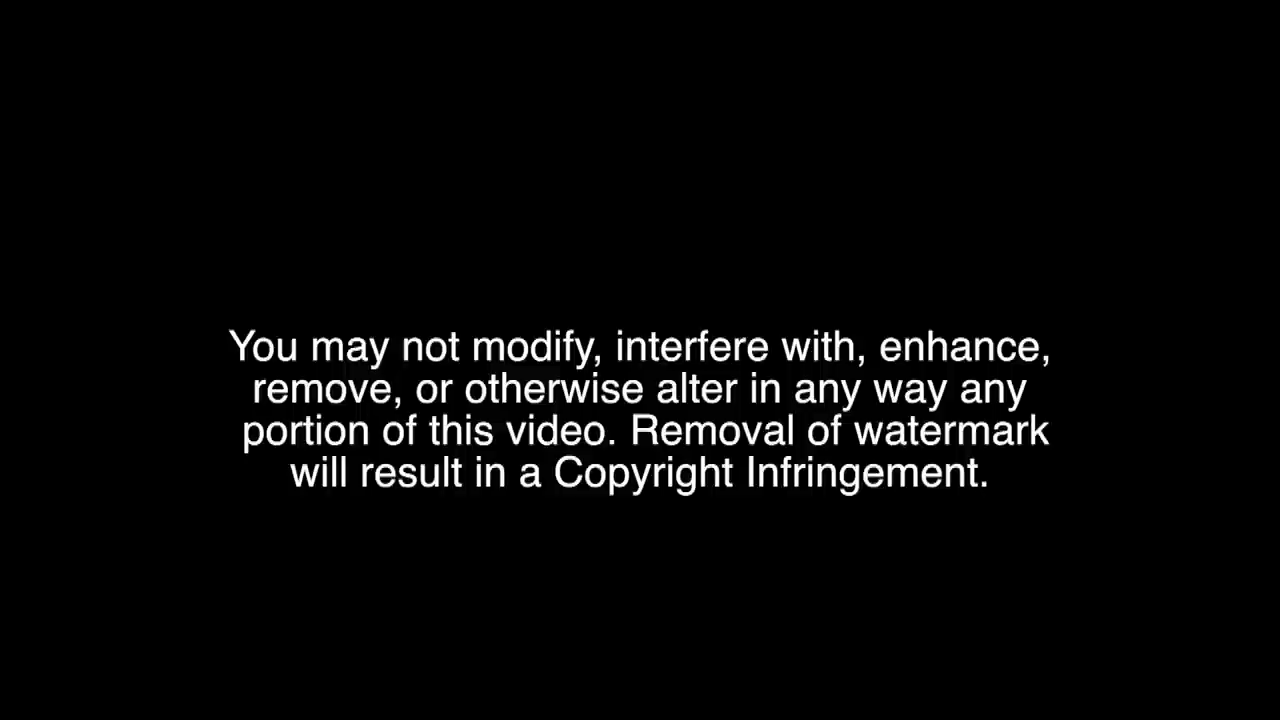 You may not modify, interfere with, enhance,
remove, or otherwise alter in any way any
portion of this video. Removal of watermark
will result in a Copyright Infringement.